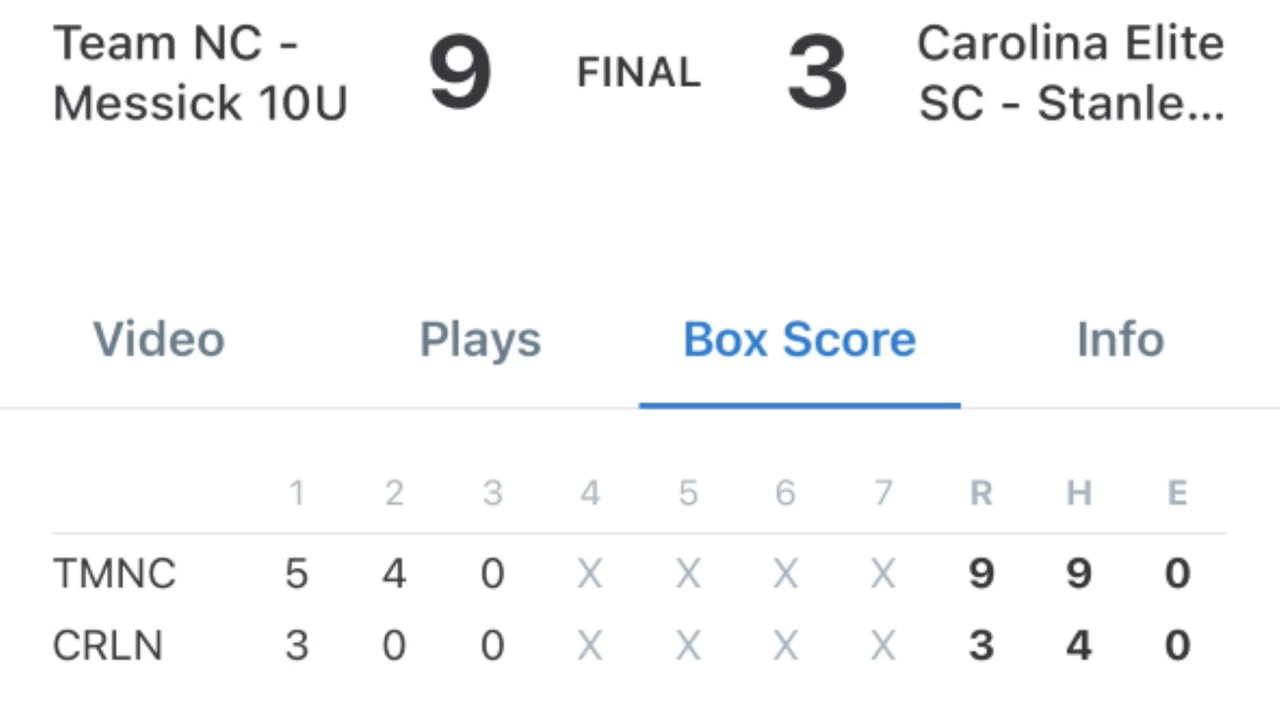 Team NC -
Messick 10U
9
FINAL
3
Carolina Elite
SC - Stanle...
Video Plays Box Score Info
1 2 3 4 5 6 7 R H E
TMNC 5 4 0 X X X X 9 9 0
CRLN 3 0 0 X X X X 3 4 0